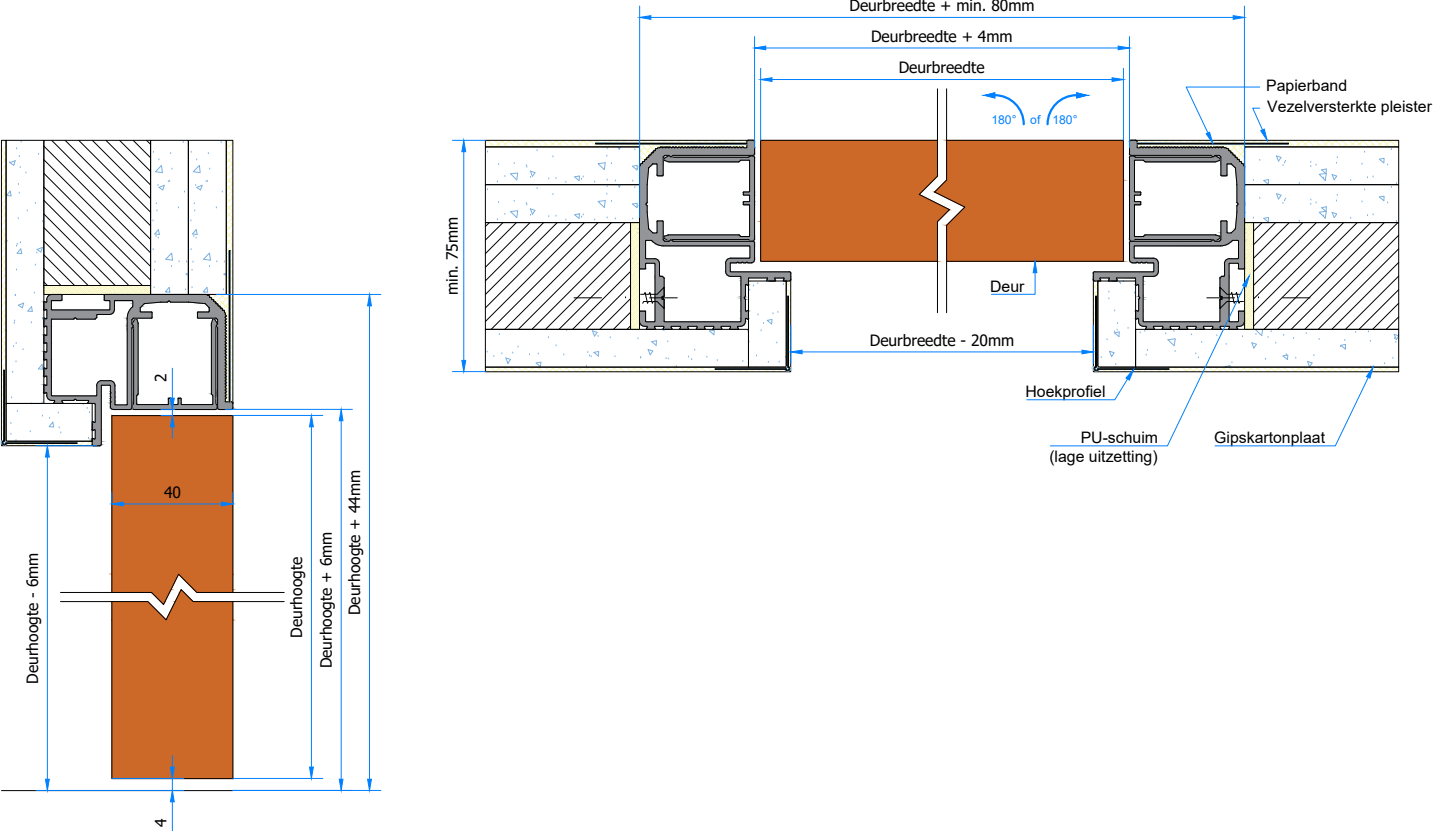 Deurbreedte + min. 80mm
Deurbreedte + 4mm
Deurbreedte
180° of 180°
Papierband
Vezelversterkte pleister
min. 75mm
Deur
Deurbreedte - 20mm
Hoekprofiel
PU-schuim
(lage uitzetting)
Gipskartonplaat
2
40
Deurhoogte - 6mm
Deurhoogte
Deurhoogte + 6mm
Deurhoogte + 44mm
4